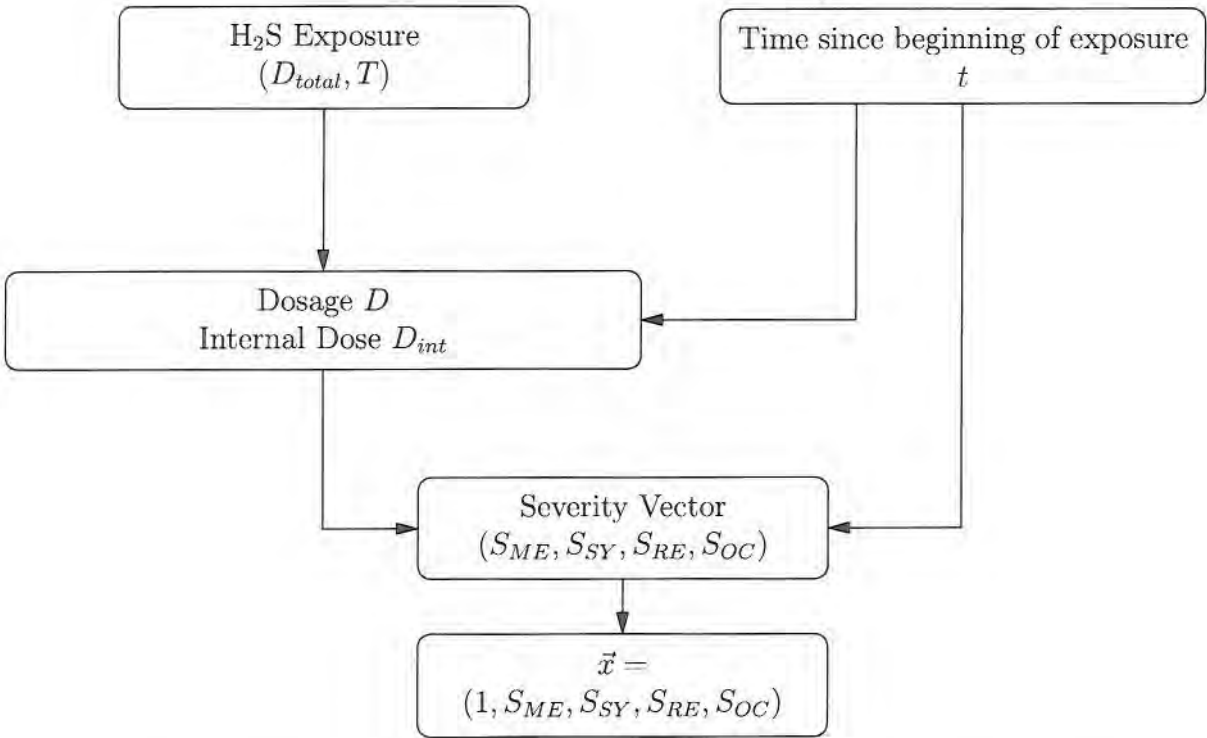 H₂S Exposure
(D_total, T)
Time since beginning of exposure
t
Dosage D
Internal Dose D_int
Severity Vector
(S_ME, S_SY, S_RE, S_OC)
x⃗ =
(1, S_ME, S_SY, S_RE, S_OC)